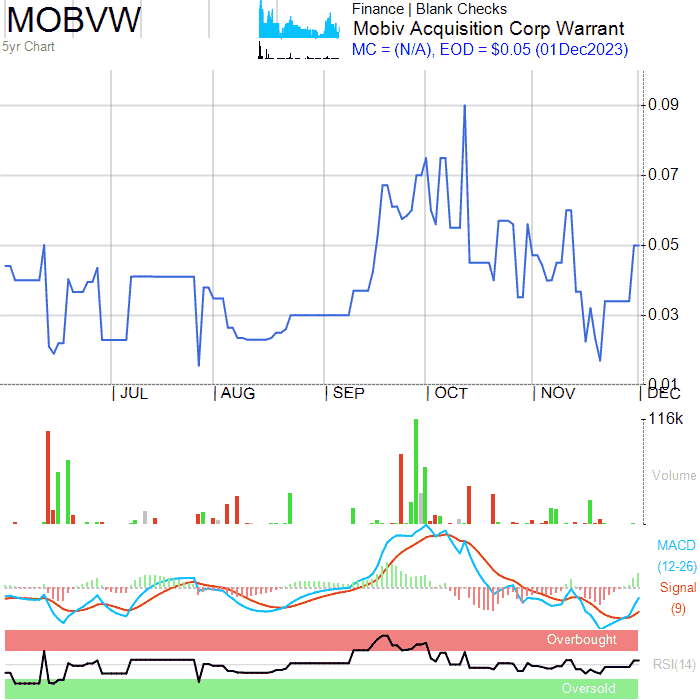 MOBVW
5yr Chart
Finance | Blank Checks
Mobiv Acquisition Corp Warrant
MC = (N/A), EOD = $0.05 (01Dec2023)
0.09
0.07
0.05
0.03
0.01
| JUL | AUG | SEP | OCT | NOV | DEC
116k
Volume
MACD
(12-26)
Signal
(9)
Overbought
RSI(14)
Oversold